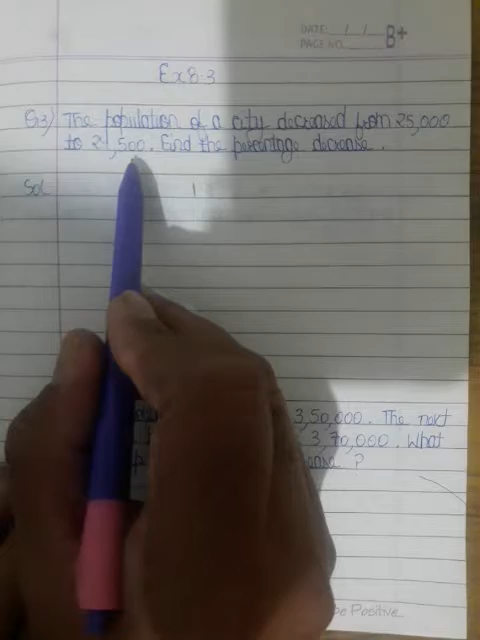 DATE: / /
PAGE NO. B+
Ex 8.3
Q3) The population of a city decreased from 25,000
to 24,500. Find the percentage decrease.
Sol
3,50,000. The next
3,70,000. What
?
be Positive